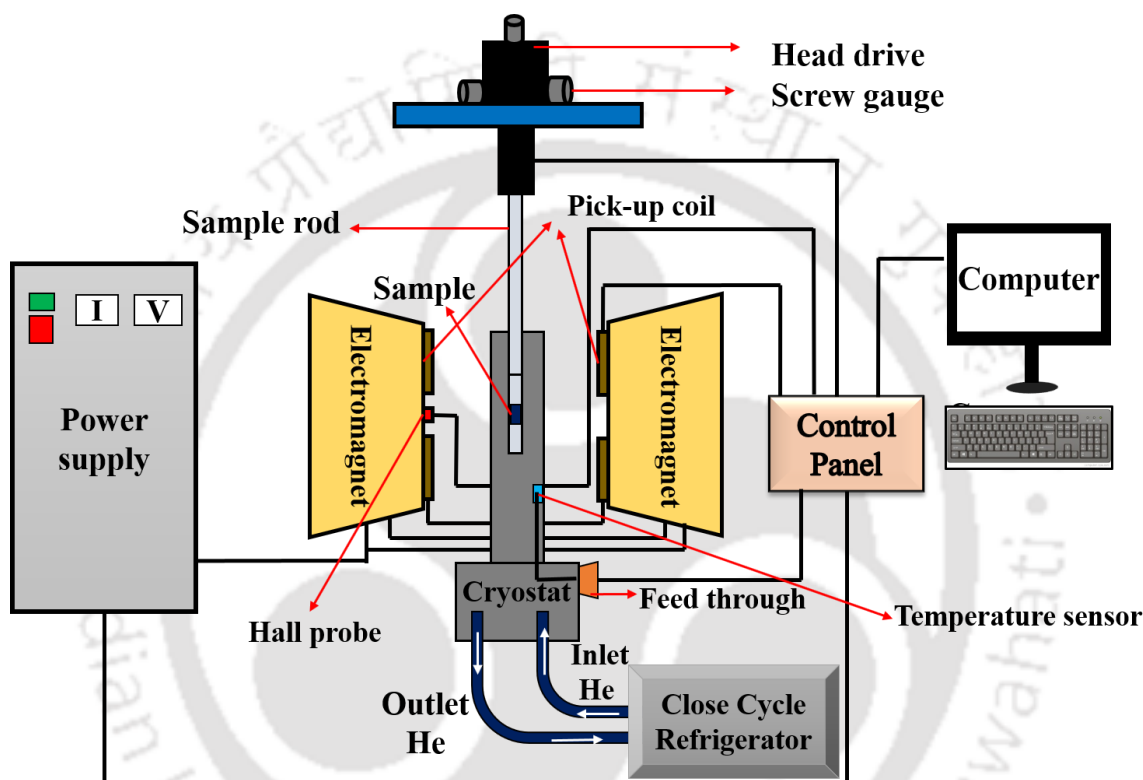 Head drive
Screw gauge
Pick-up coil
Sample rod
Sample
I
V
Power
supply
Electromagnet
Electromagnet
Computer
Control
Panel
Cryostat
Feed through
Temperature sensor
Hall probe
Inlet
He
Outlet
He
Close Cycle
Refrigerator